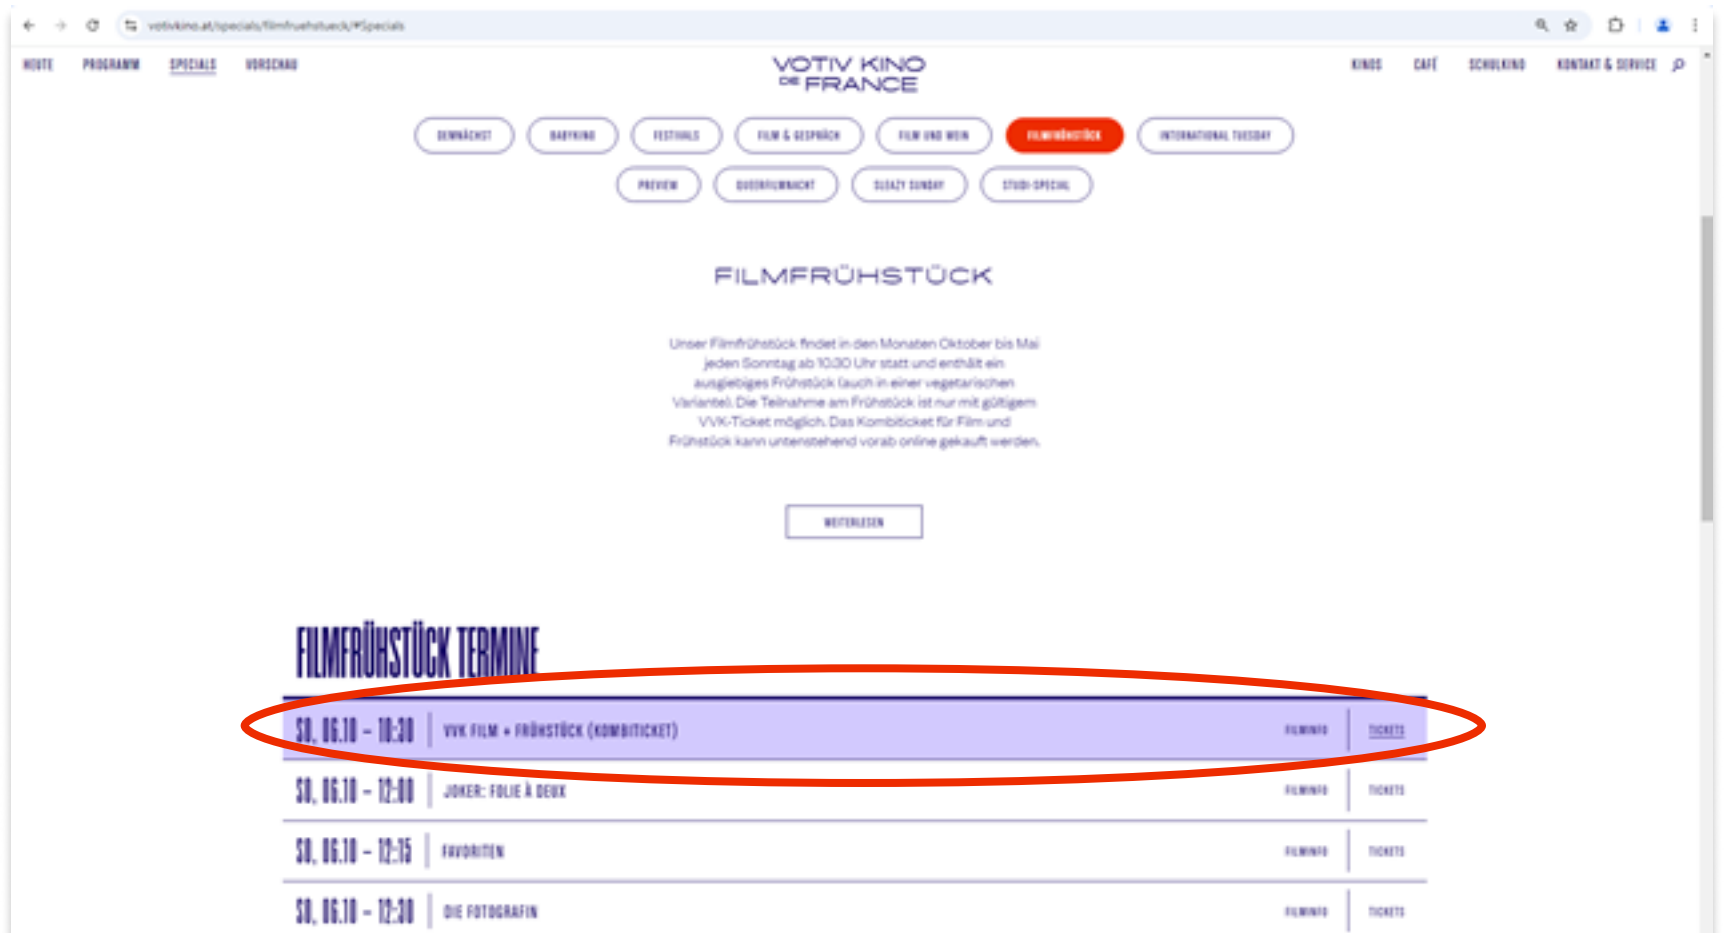 votivkino.at/specials/filmfruehstueck/#Specials
HEUTE PROGRAMM SPECIALS VORSCHAU
VOTIV KINO
DE FRANCE
KINOS CAFÉ SCHULKINO KONTAKT & SERVICE
DEMNÄCHST BABYKINO FESTIVALS FILM & GESPRÄCH FILM UND WEIN FILMFRÜHSTÜCK INTERNATIONAL TUESDAY
PREVIEW QUEERFILMNACHT SLEAZY SUNDAY STUDI-SPECIAL
FILMFRÜHSTÜCK
Unser Filmfrühstück findet in den Monaten Oktober bis Mai
jeden Sonntag ab 10:30 Uhr statt und enthält ein
ausgiebiges Frühstück (auch in einer vegetarischen
Variante). Die Teilnahme am Frühstück ist nur mit gültigem
VVK-Ticket möglich. Das Kombiticket für Film und
Frühstück kann untenstehend vorab online gekauft werden.
WEITERLESEN
FILMFRÜHSTÜCK TERMINE
SO, 06.10 – 10:30 VVK FILM + FRÜHSTÜCK (KOMBITICKET) FILMINFO TICKETS
SO, 06.10 – 12:00 JOKER: FOLIE À DEUX FILMINFO TICKETS
SO, 06.10 – 12:15 FAVORITEN FILMINFO TICKETS
SO, 06.10 – 12:30 DIE FOTOGRAFIN FILMINFO TICKETS